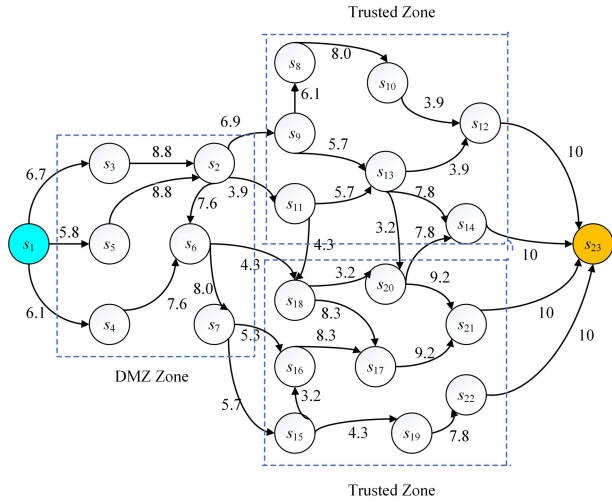 Trusted Zone
s8
8.0
s10
6.1
3.9
6.9
s9
s12
5.7
8.8
s3
s2
6.7
10
8.8
3.9
s13
7.6
5.7
3.9
s11
7.8
s1
5.8
s5
s6
3.2
s14
4.3
7.8
10
s23
4.3
6.1
7.6
8.0
3.2
s20
9.2
s18
s4
s7
8.3
s21
10
5.3
8.3
10
DMZ Zone
s16
s17
9.2
5.7
3.2
s22
s15
4.3
s19
7.8
Trusted Zone